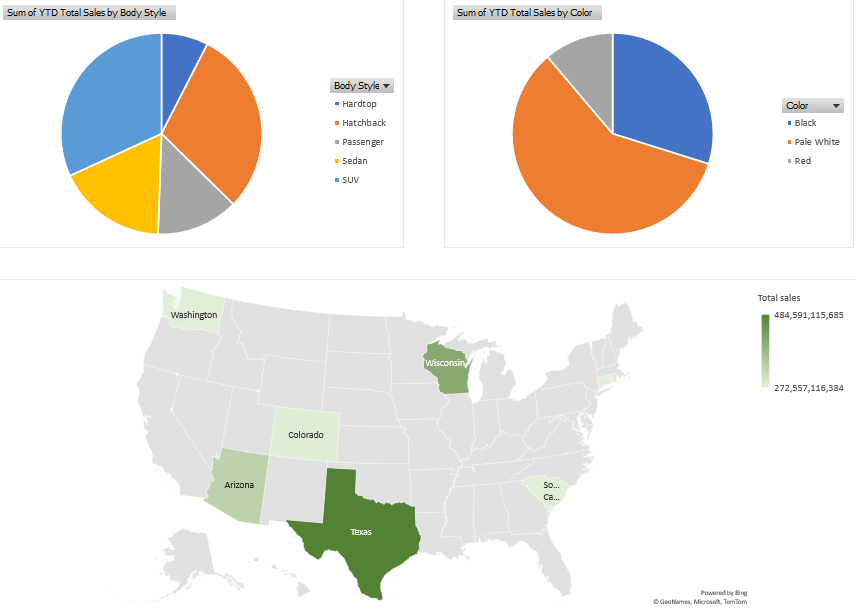 Sum of YTD Total Sales by Body Style
Body Style
Hardtop
Hatchback
Passenger
Sedan
SUV
Sum of YTD Total Sales by Color
Color
Black
Pale White
Red
Total sales
484,591,115,685
272,557,116,384
Washington
Wisconsin
Colorado
Arizona
So...
Ca...
Texas
Powered by Bing
© GeoNames, Microsoft, TomTom